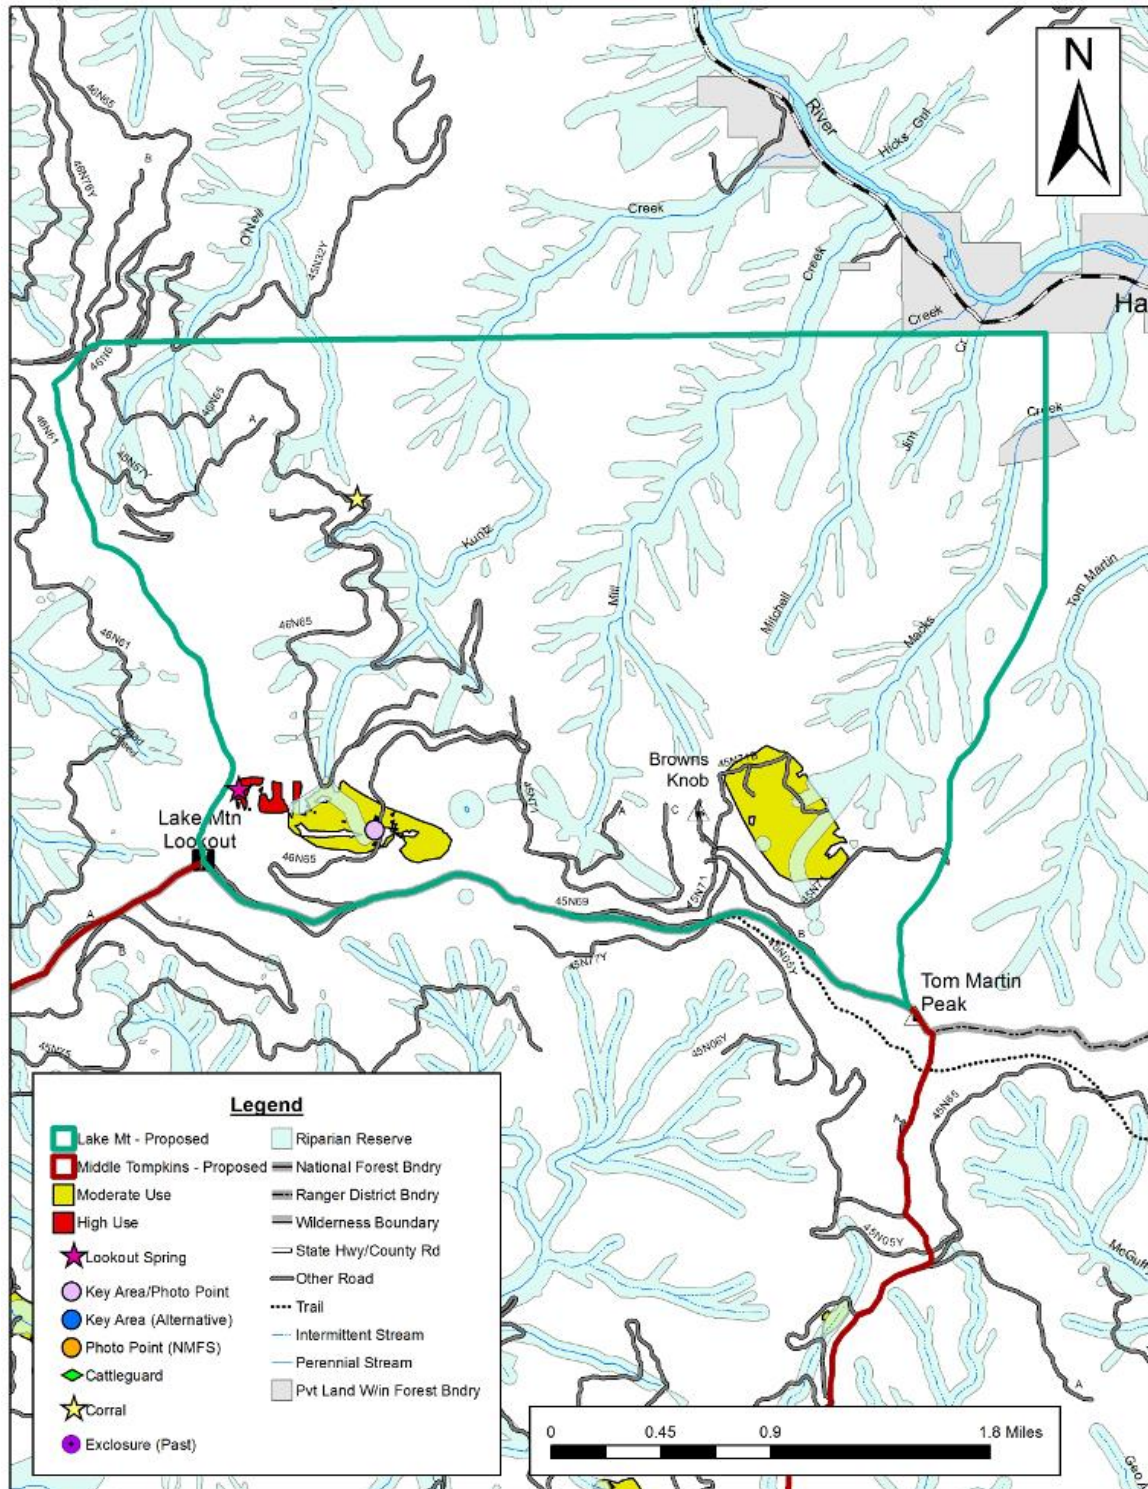 46N65
N
46N76Y
B
River
Hicks Gul
O'Neil
Creek
45N32Y
Creek
Ha
Creek
Cr
46N6
46N61
46N65
A
Creek
Jim
45N57Y
B
Kuntz
Mill
Mitchell
Tom Martin
Macks
46N65
46N61
Browns
Knob
45N71B
Lake Mtn
Lookout
45N71
A
C
46N65
45N71
45N69
A
B
B
45N77Y
Tom Martin
Peak
45N75
45N06Y
45N65
A
45N05Y
McGuffy
A
Geo
Legend
Lake Mt - Proposed
Middle Tompkins - Proposed
Moderate Use
High Use
Lookout Spring
Key Area/Photo Point
Key Area (Alternative)
Photo Point (NMFS)
Cattleguard
Corral
Exclosure (Past)
Riparian Reserve
National Forest Bndry
Ranger District Bndry
Wilderness Boundary
State Hwy/County Rd
Other Road
Trail
Intermittent Stream
Perennial Stream
Pvt Land W/in Forest Bndry
0 0.45 0.9 1.8 Miles